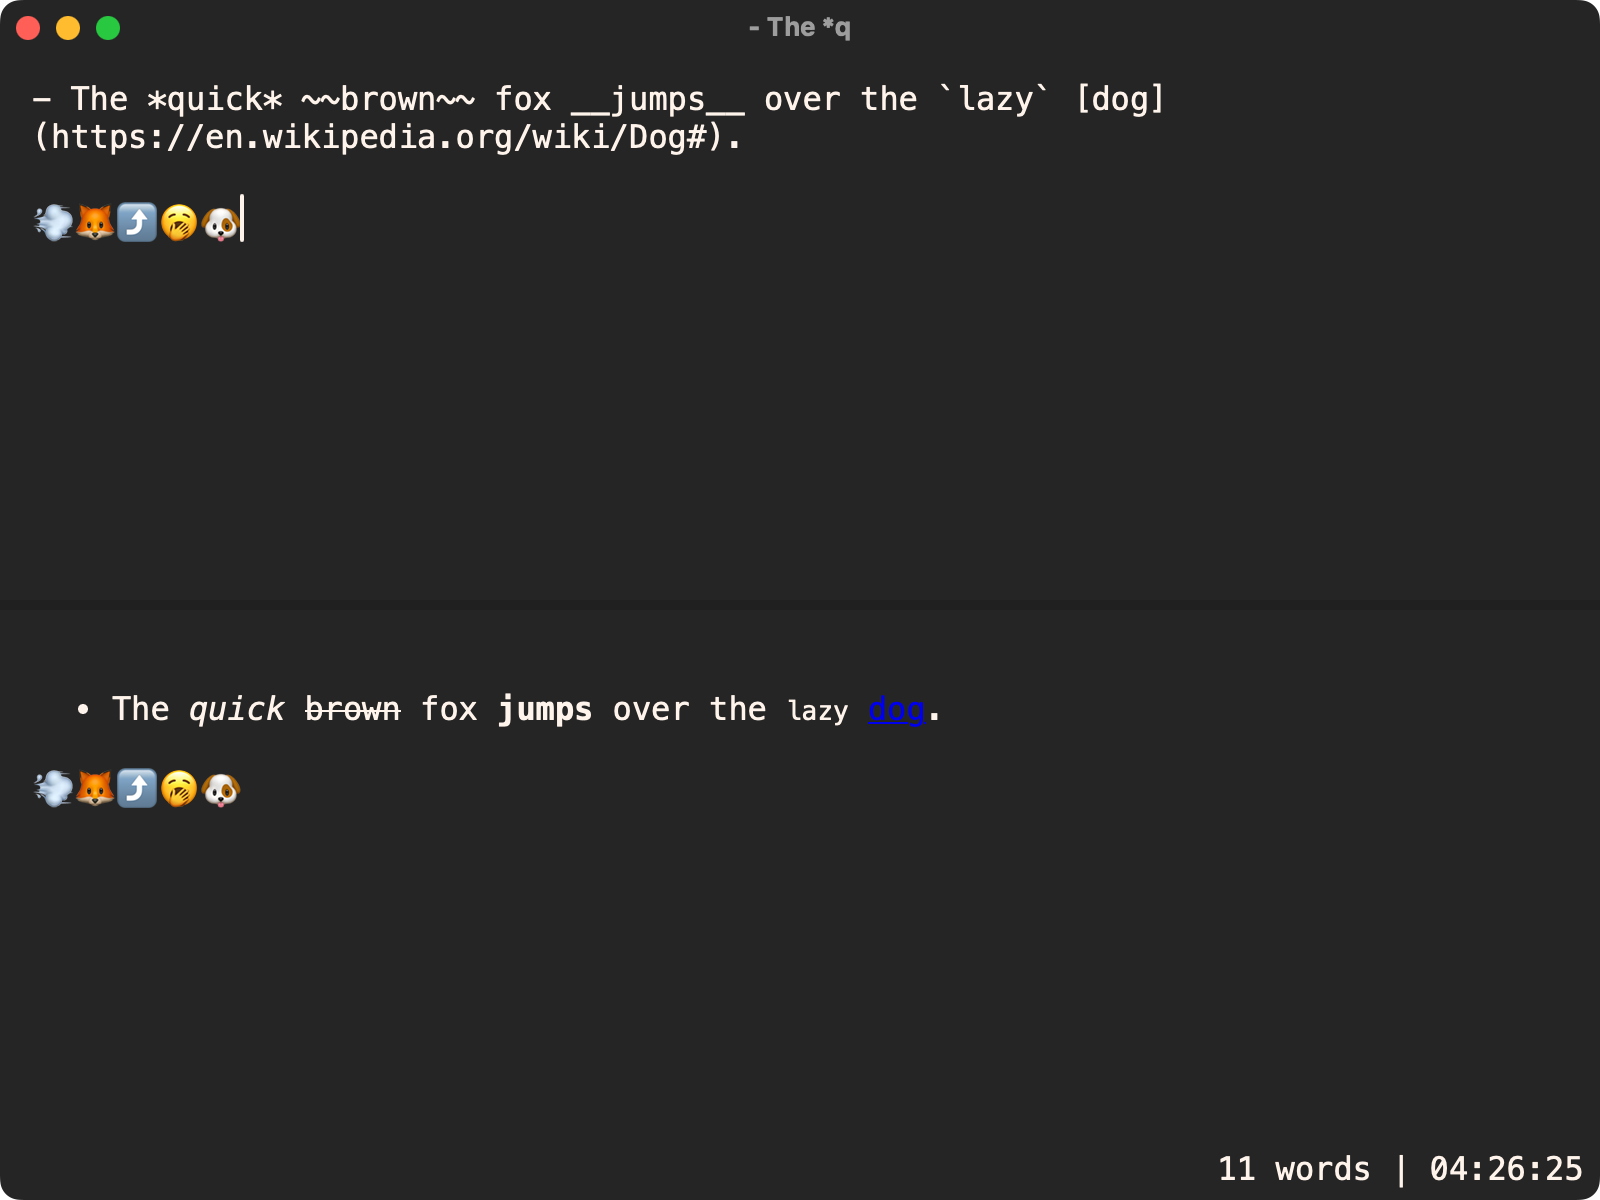 - The *q
- The *quick* ~~brown~~ fox __jumps__ over the `lazy` [dog]
(https://en.wikipedia.org/wiki/Dog#).
💨🦊⤴️🥱🐶
• The quick brown fox jumps over the lazy dog.
💨🦊⤴️🥱🐶
11 words | 04:26:25